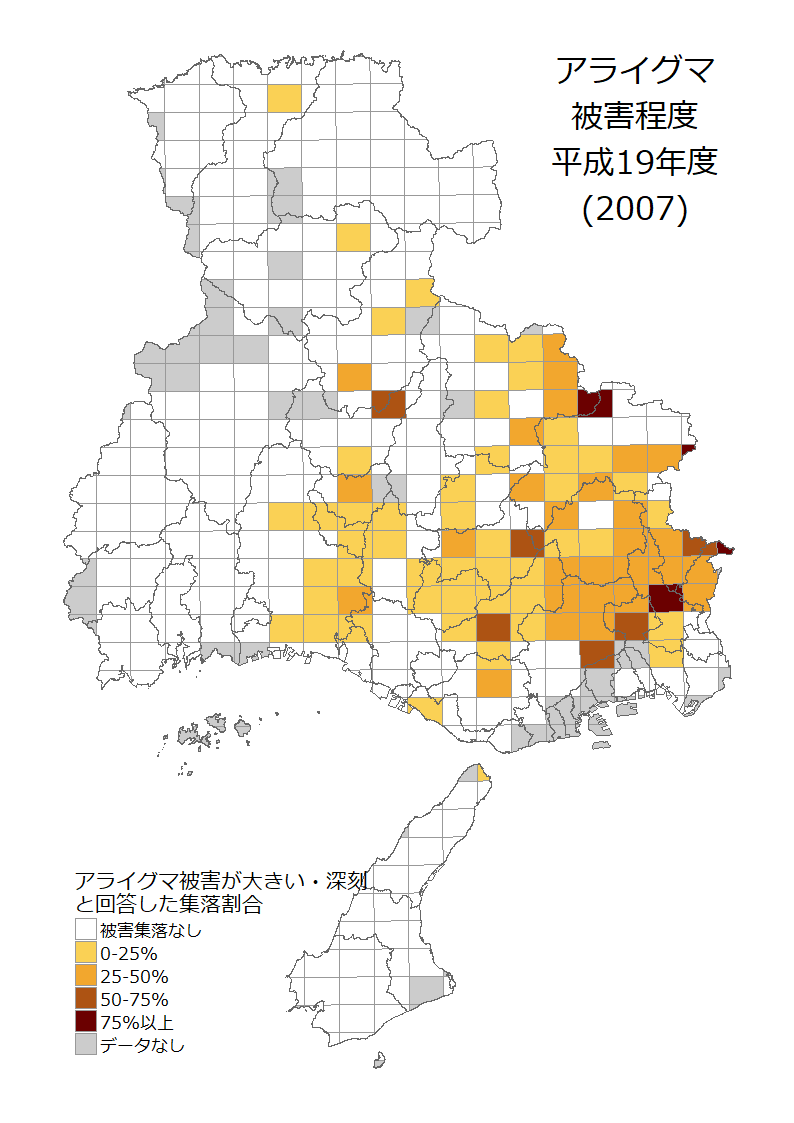 アライグマ
被害程度
平成19年度
(2007)
アライグマ被害が大きい・深刻
と回答した集落割合
被害集落なし
0-25%
25-50%
50-75%
75%以上
データなし